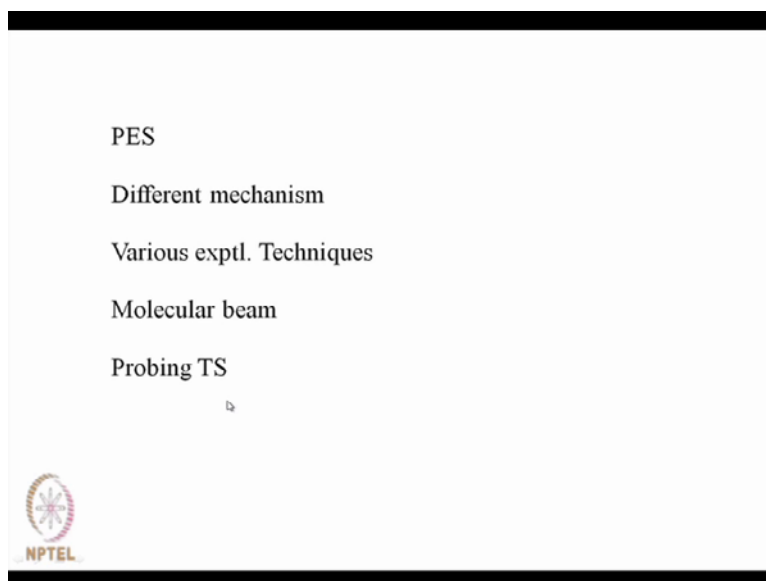 PES
Different mechanism
Various exptl. Techniques
Molecular beam
Probing TS
NPTEL